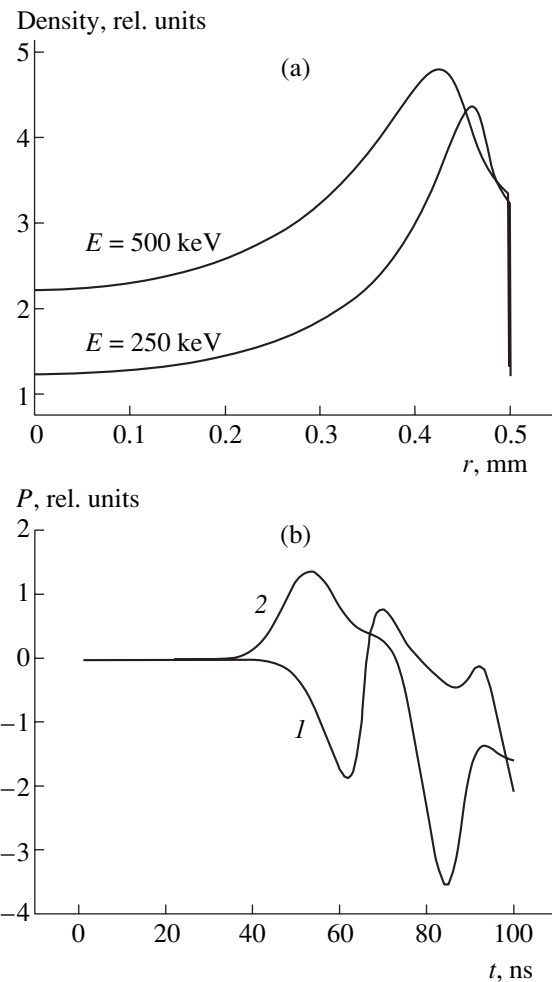 Density, rel. units
(a)
5
4
3
E = 500 keV
2
E = 250 keV
1
0 0.1 0.2 0.3 0.4 0.5
r, mm
P, rel. units
2
(b)
1
2
0
–1
1
–2
–3
–4
0 20 40 60 80 100
t, ns